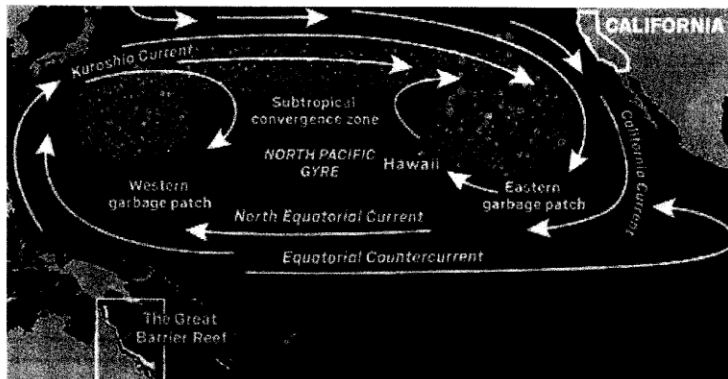 CALIFORNIA
Kuroshio Current
Subtropical
convergence zone
California Current
NORTH PACIFIC
GYRE
Hawaii
Western
garbage patch
Eastern
garbage patch
North Equatorial Current
Equatorial Countercurrent
The Great
Barrier Reef